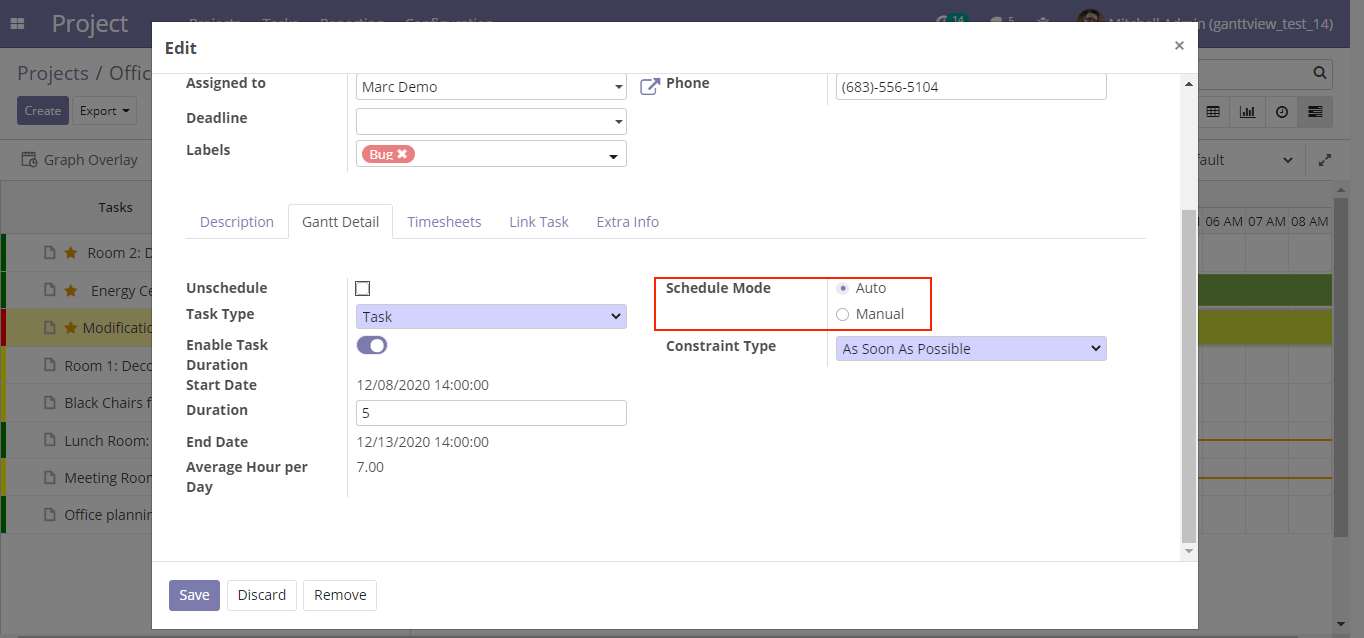 Project
Projects Tasks Reporting Configuration
14
5
Mitchell Admin (ganttview_test_14)
Edit
×
Projects / Offic
Create
Export
Graph Overlay
fault
Tasks
06 AM 07 AM 08 AM
Room 2: D
Energy Ce
Modificatio
Room 1: Deco
Black Chairs f
Lunch Room:
Meeting Roor
Office plannin
Assigned to
Marc Demo
Phone
(683)-556-5104
Deadline
Labels
Bug ✖
Description
Gantt Detail
Timesheets
Link Task
Extra Info
Unschedule
Schedule Mode
Auto
Manual
Task Type
Task
Enable Task
Duration
Constraint Type
As Soon As Possible
Start Date
12/08/2020 14:00:00
Duration
5
End Date
12/13/2020 14:00:00
Average Hour per
Day
7.00
Save
Discard
Remove